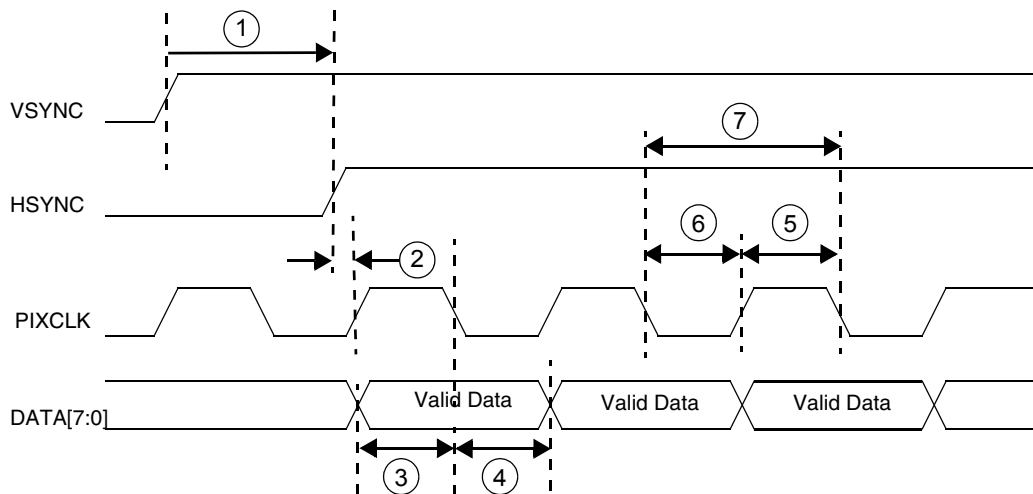 1
VSYNC
7
HSYNC
6
5
2
PIXCLK
DATA[7:0]
Valid Data
Valid Data
Valid Data
3
4